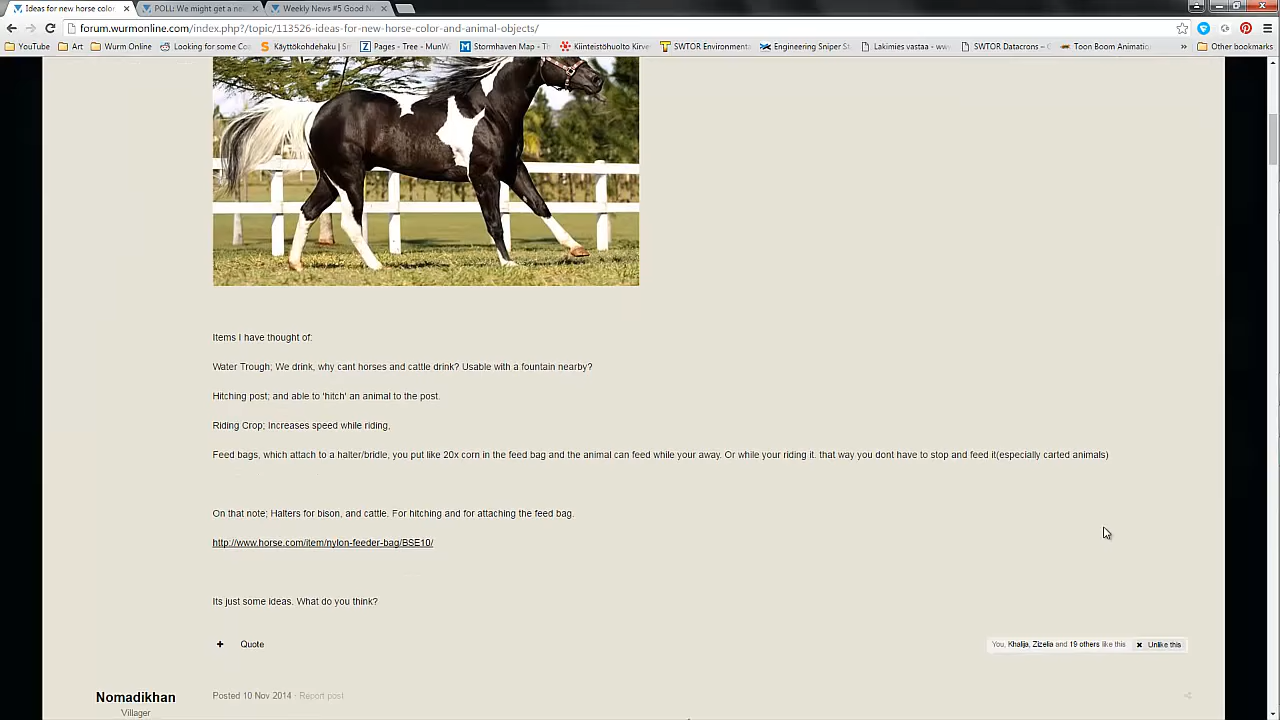 Ideas for new horse color
POLL: We might get a ne
Weekly News #5 Good Ne
forum.wurmonline.com/index.php?/topic/113526-ideas-for-new-horse-color-and-animal-objects/
YouTube Art Wurm Online Looking for some Co Käyttökohdehaku | Pages - Tree - MunW Stormhaven Map - Th Kiinteistöhuolto Kirve SWTOR Environment Engineering Sniper St Lakimies vastaa SWTOR Datacrons Toon Boom Animatio » Other bookmarks
Items I have thought of:
Water Trough; We drink, why cant horses and cattle drink? Usable with a fountain nearby?
Hitching post; and able to 'hitch' an animal to the post.
Riding Crop; Increases speed while riding,
Feed bags, which attach to a halter/bridle, you put like 20x corn in the feed bag and the animal can feed while your away. Or while your riding it. that way you dont have to stop and feed it(especially carted animals)
On that note; Halters for bison, and cattle. For hitching and for attaching the feed bag.
http://www.horse.com/item/nylon-feeder-bag/BSE10/
Its just some ideas. What do you think?
+ Quote
You, Khalija, Zizelia and 19 others like this
Unlike this
Nomadikhan
Posted 10 Nov 2014 · Report post
Villager